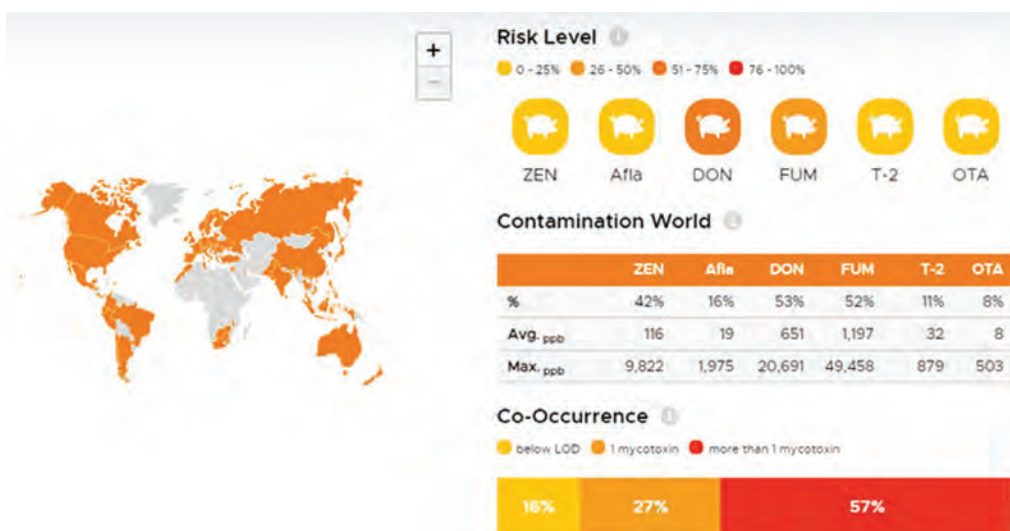 +
−
Risk Level
0 - 25% 26 - 50% 51 - 75% 76 - 100%
ZEN Afla DON FUM T-2 OTA
Contamination World
ZEN Afla DON FUM T-2 OTA
% 42% 16% 53% 52% 11% 8%
Avg. ppb 116 19 651 1,197 32 8
Max. ppb 9,822 1,975 20,691 49,458 879 503
Co-Occurrence
below LOD 1 mycotoxin more than 1 mycotoxin
16% 27% 57%